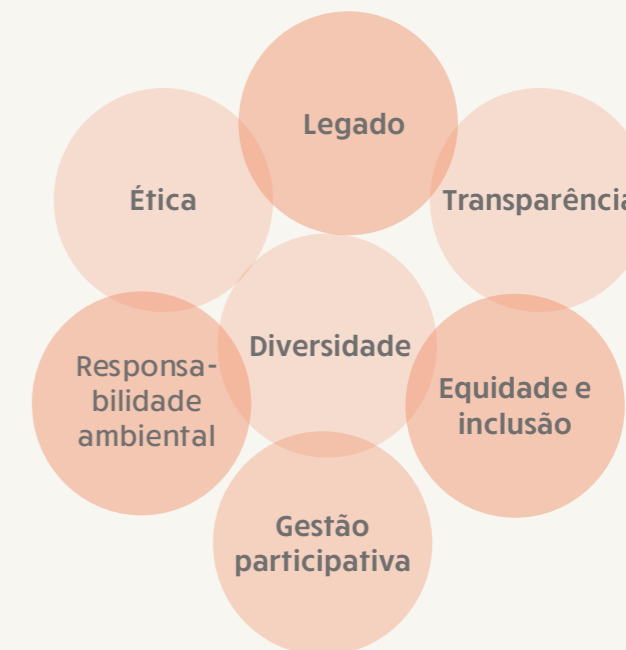 Legado
Ética
Transparência
Diversidade
Responsa-
bilidade
ambiental
Equidade e
inclusão
Gestão
participativa